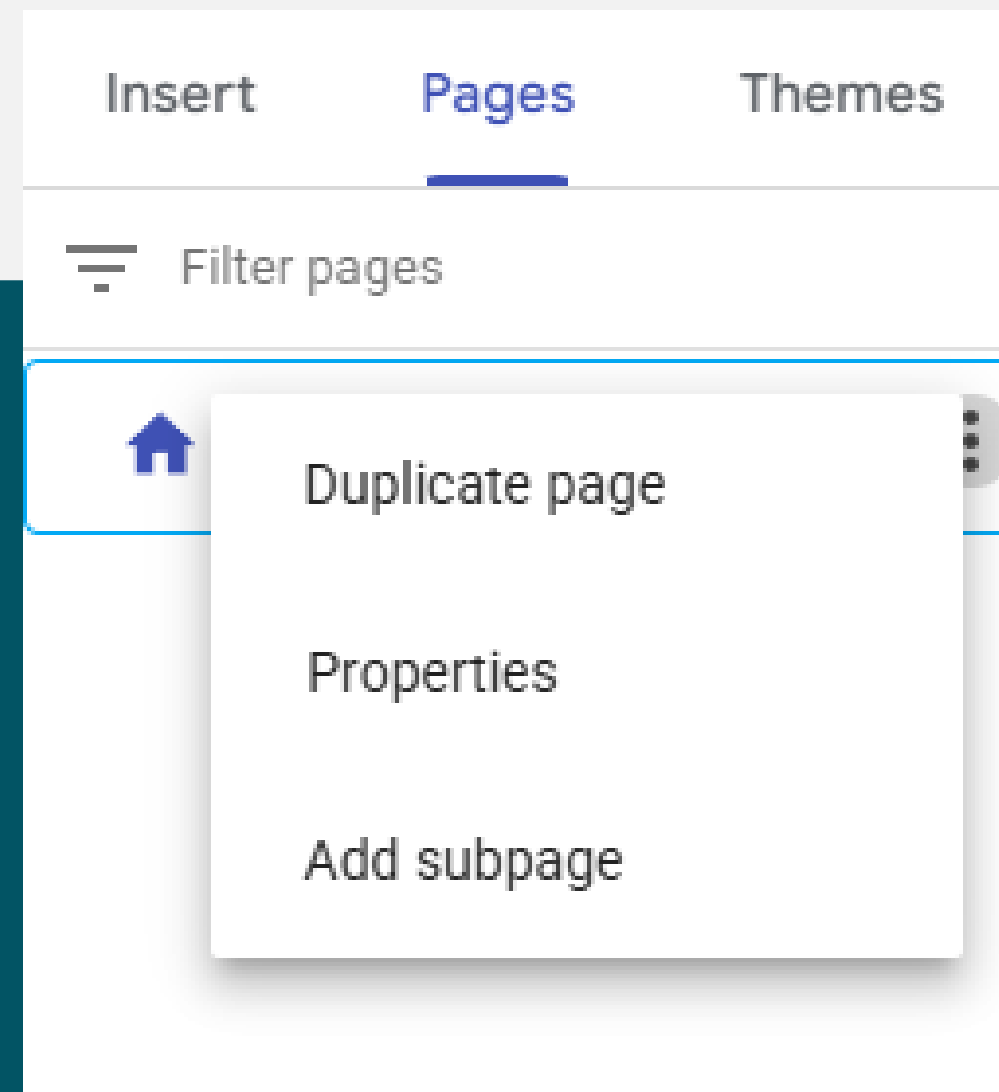 Insert Pages Themes
Filter pages
Duplicate page
Properties
Add subpage